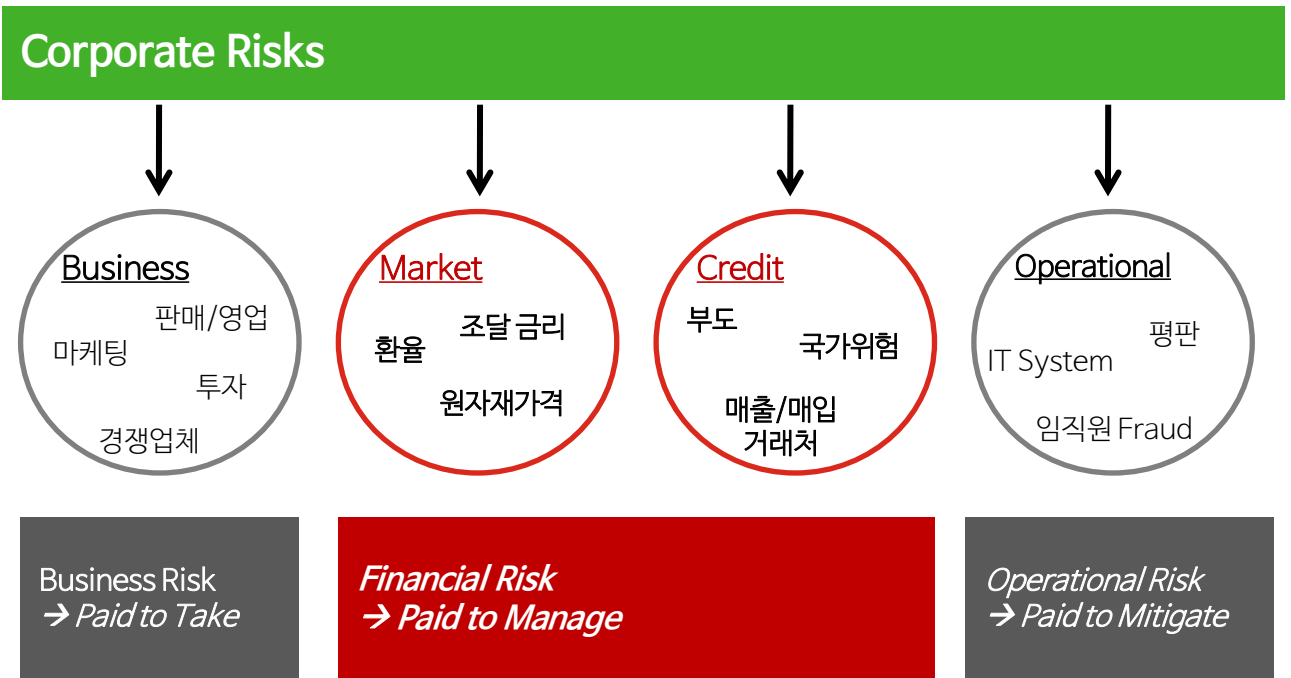 Corporate Risks
Business
판매/영업
마케팅
투자
경쟁업체
Market
조달 금리
환율
원자재가격
Credit
부도
국가위험
매출/매입
거래처
Operational
평판
IT System
임직원 Fraud
Business Risk
→ Paid to Take
Financial Risk
→ Paid to Manage
Operational Risk
→ Paid to Mitigate